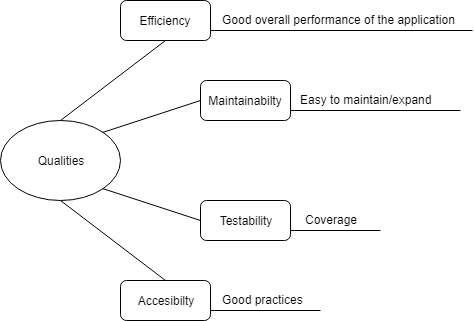 Efficiency
Good overall performance of the application
Maintainabilty
Easy to maintain/expand
Qualities
Testability
Coverage
Accesibilty
Good practices